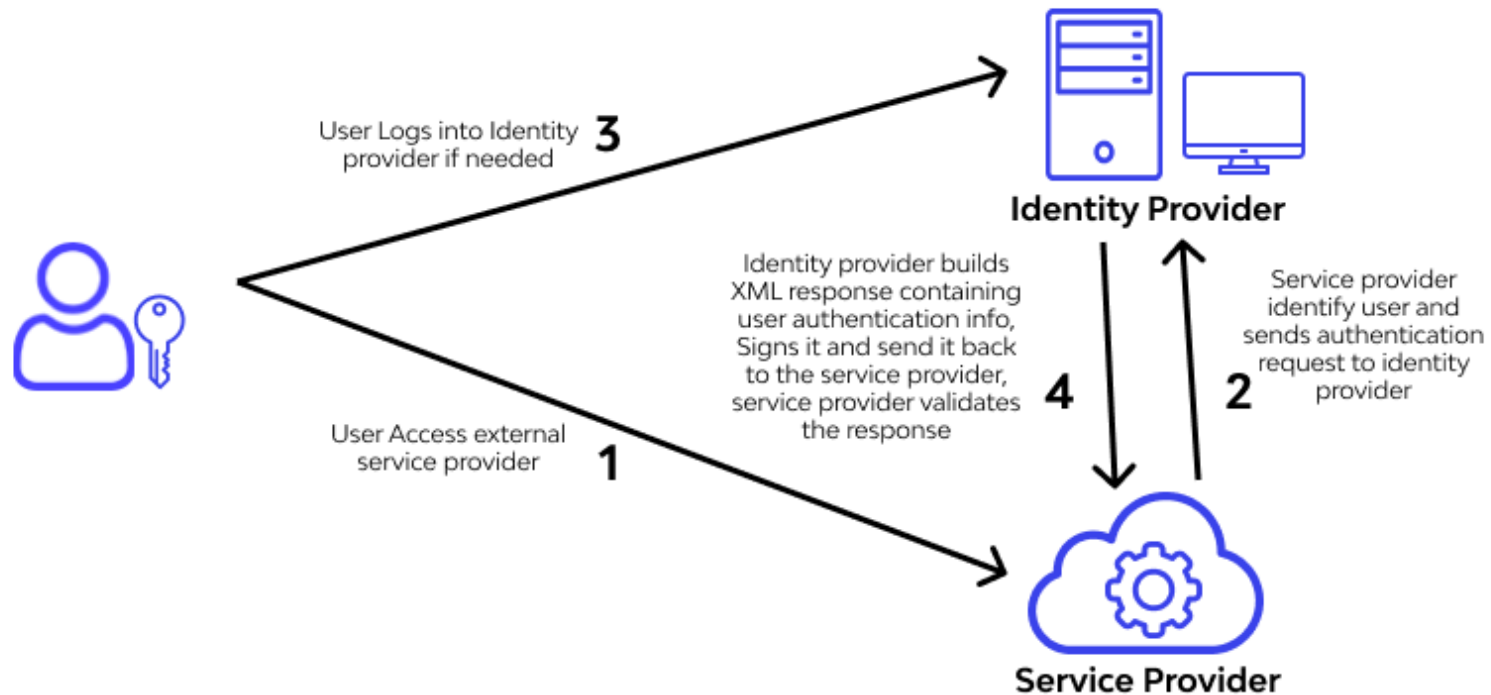 User Logs into Identity
provider if needed
3
Identity Provider
Identity provider builds
XML response containing
user authentication info,
Signs it and send it back
to the service provider,
service provider validates
the response
4
Service provider
identify user and
sends authentication
request to identity
provider
2
User Access external
service provider
1
Service Provider